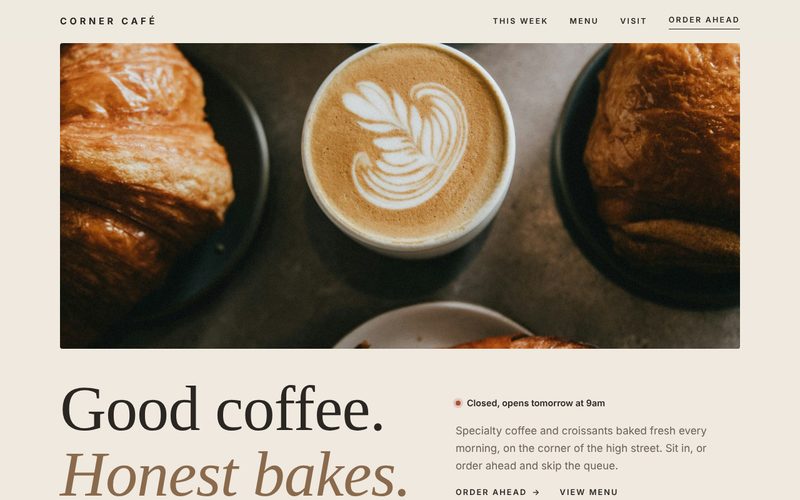 CORNER CAFÉ
THIS WEEK MENU VISIT ORDER AHEAD
Good coffee.
Honest bakes.
Closed, opens tomorrow at 9am
Specialty coffee and croissants baked fresh every
morning, on the corner of the high street. Sit in, or
order ahead and skip the queue.
ORDER AHEAD → VIEW MENU